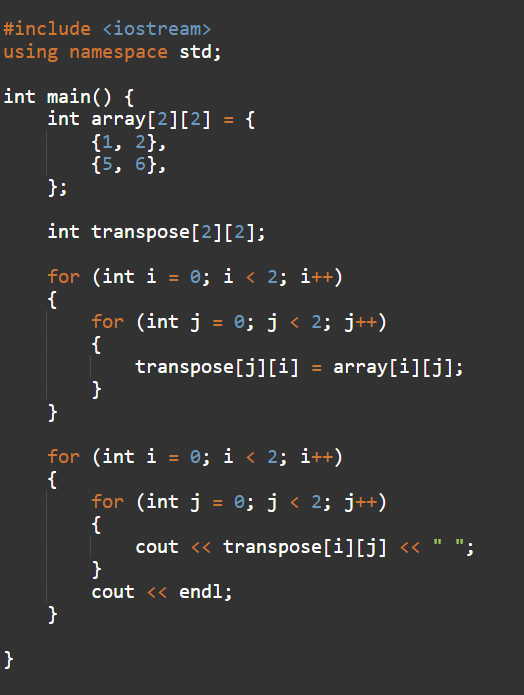 #include <iostream>
using namespace std;

int main() {
    int array[2][2] = {
        {1, 2},
        {5, 6},
    };

    int transpose[2][2];

    for (int i = 0; i < 2; i++)
    {
        for (int j = 0; j < 2; j++)
        {
            transpose[j][i] = array[i][j];
        }
    }

    for (int i = 0; i < 2; i++)
    {
        for (int j = 0; j < 2; j++)
        {
            cout << transpose[i][j] << " ";
        }
        cout << endl;
    }

}